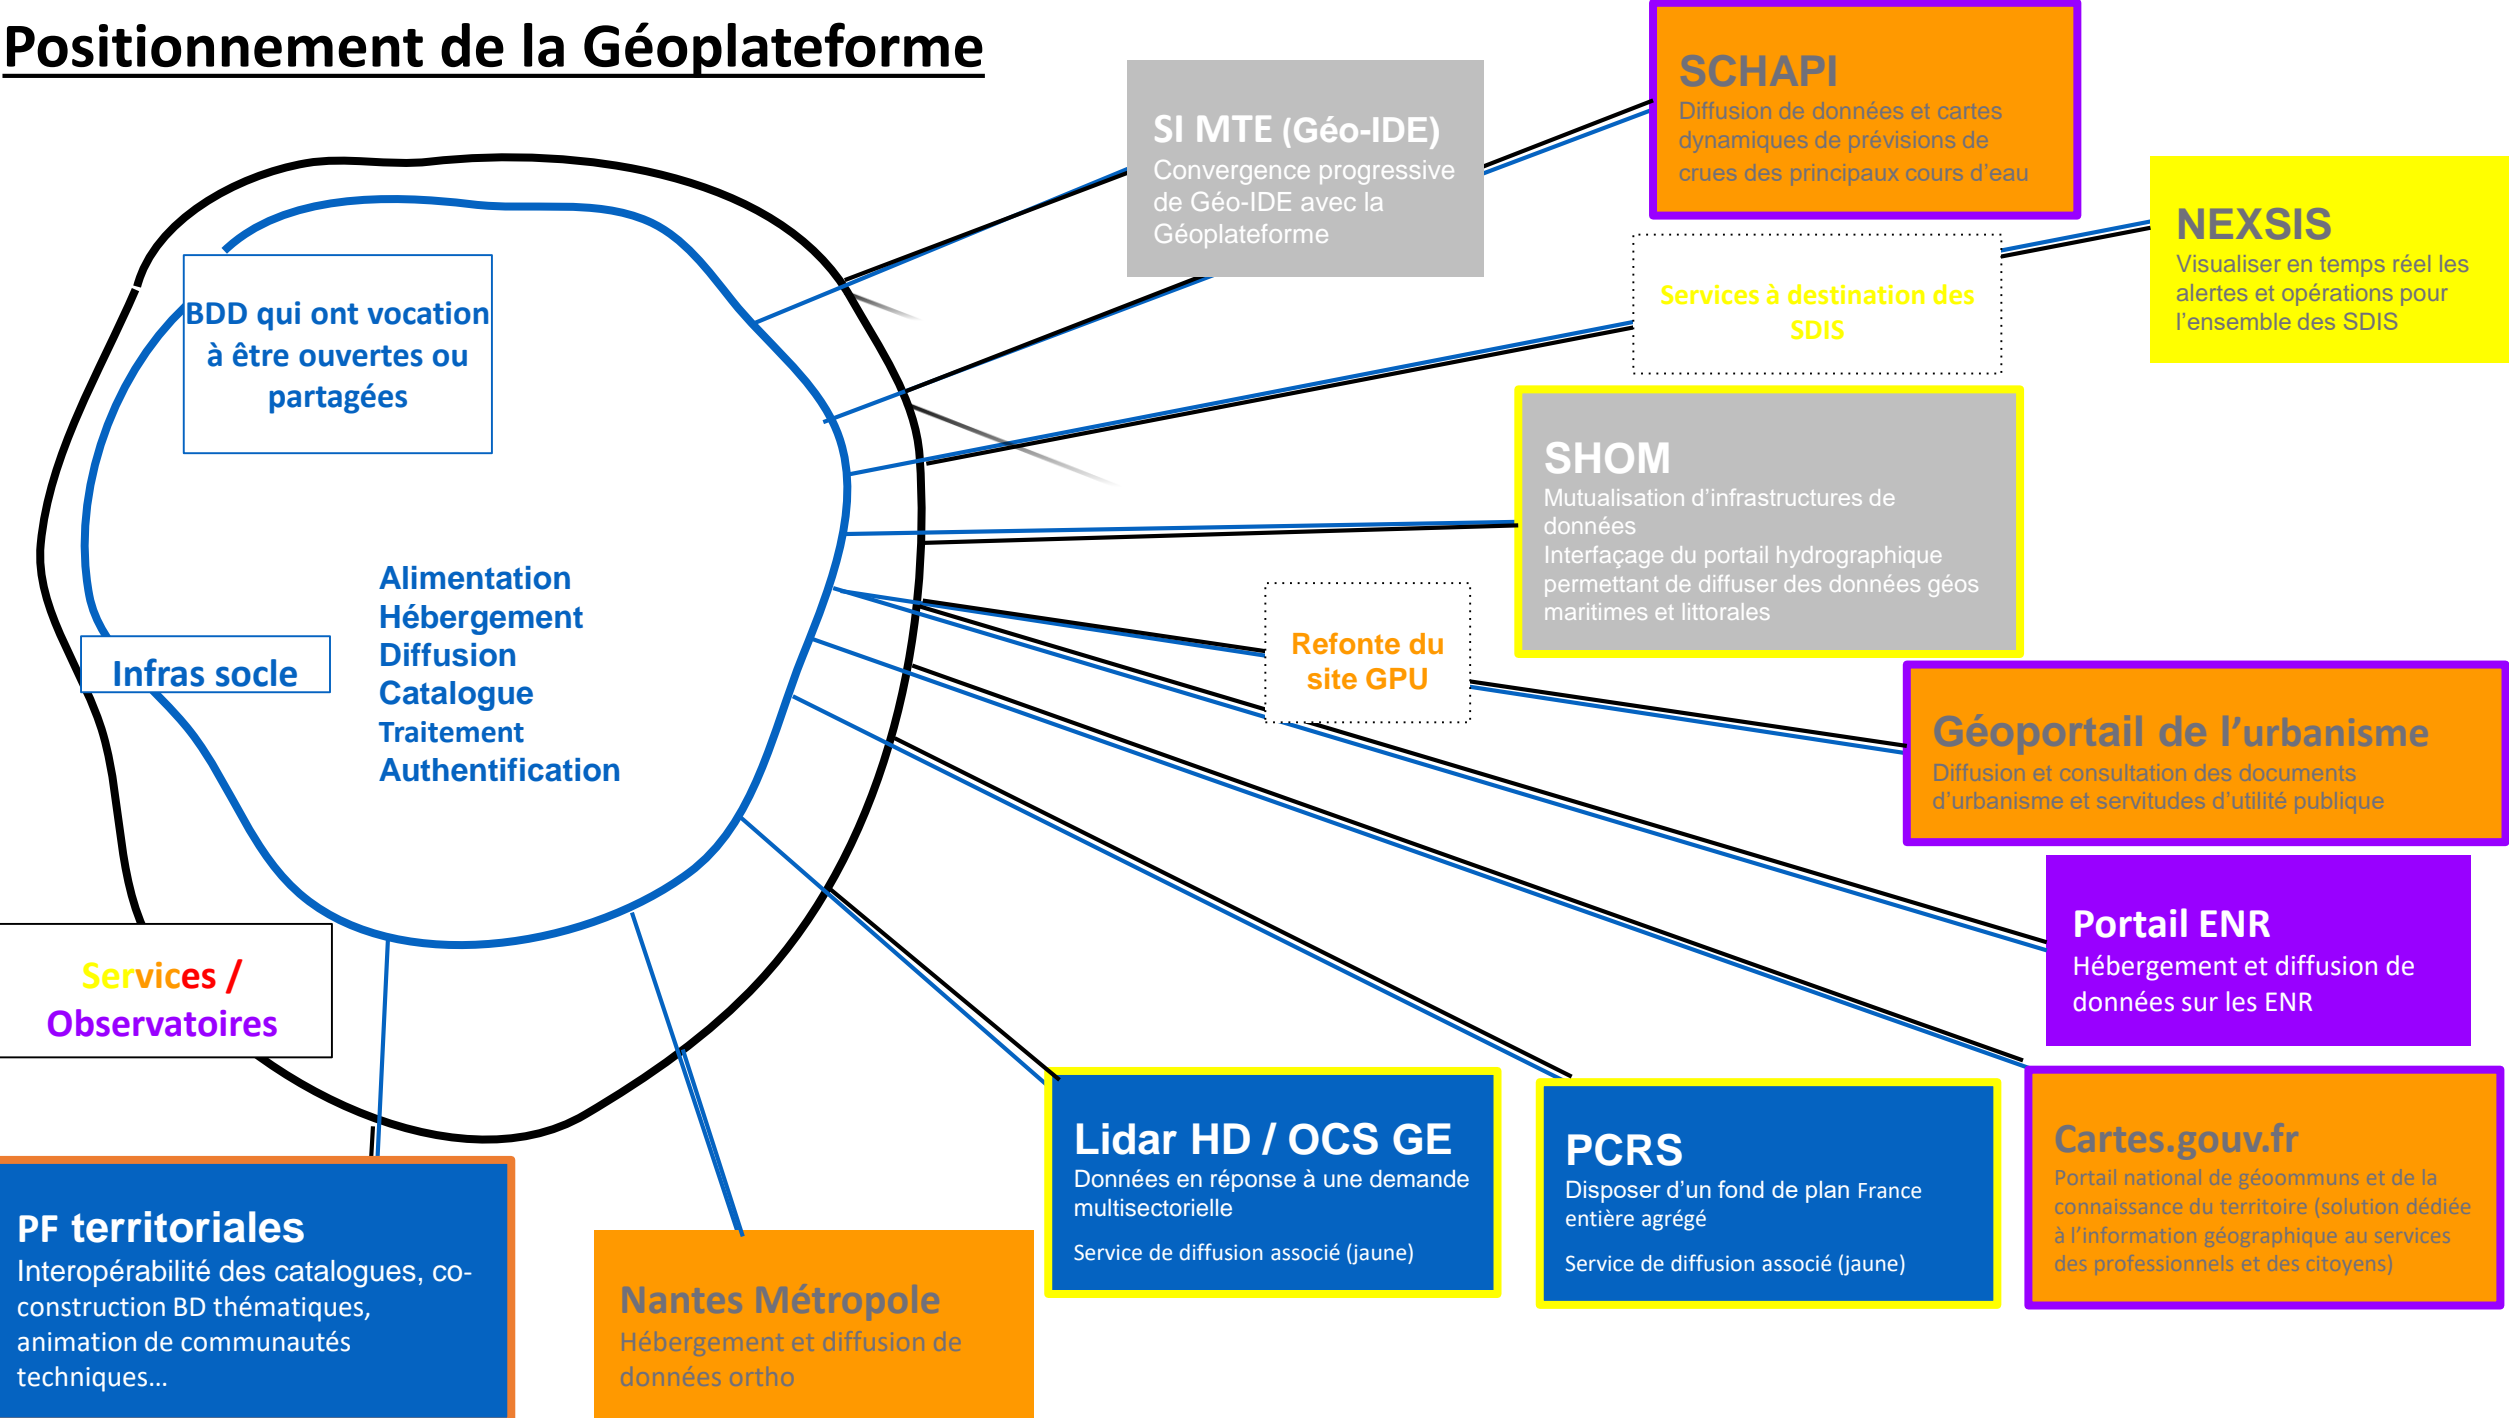 Positionnement de la Géoplateforme
SCHAPI
Diffusion de données et cartes
dynamiques de prévisions de
crues des principaux cours d'eau
SI MTE (Géo-IDE)
Convergence progressive
de Géo-IDE avec la
Géoplateforme
NEXSIS
Visualiser en temps réel les
alertes et opérations pour
l'ensemble des SDIS
Services à destination des
SDIS
BDD qui ont vocation
à être ouvertes ou
partagées
SHOM
Mutualisation d'infrastructures de
données
Interfaçage du portail hydrographique
permettant de diffuser des données géos
maritimes et littorales
Alimentation
Hébergement
Diffusion
Catalogue
Traitement
Authentification
Infras socle
Refonte du
site GPU
Géoportail de l'urbanisme
Diffusion et consultation des documents
d'urbanisme et servitudes d'utilité publique
Portail ENR
Hébergement et diffusion de
données sur les ENR
Services /
Observatoires
Lidar HD / OCS GE
Données en réponse à une demande
multisectorielle
Service de diffusion associé (jaune)
PCRS
Disposer d'un fond de plan France
entière agrégé
Service de diffusion associé (jaune)
Cartes.gouv.fr
Portail national de géoommuns et de la
connaissance du territoire (solution dédiée
à l'information géographique au services
des professionnels et des citoyens)
PF territoriales
Interopérabilité des catalogues, co-
construction BD thématiques,
animation de communautés
techniques...
Nantes Métropole
Hébergement et diffusion de
données ortho